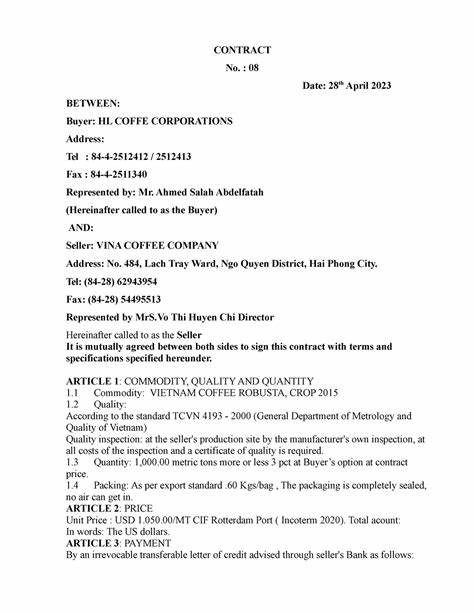 CONTRACT
No. : 08
Date: 28th April 2023
BETWEEN:
Buyer: HL COFFE CORPORATIONS
Address:
Tel : 84-4-2512412 / 2512413
Fax : 84-4-2511340
Represented by: Mr. Ahmed Salah Abdelfatah
(Hereinafter called to as the Buyer)
AND:
Seller: VINA COFFEE COMPANY
Address: No. 484, Lach Tray Ward, Ngo Quyen District, Hai Phong City.
Tel: (84-28) 62943954
Fax: (84-28) 54495513
Represented by MrS.Vo Thi Huyen Chi Director
Hereinafter called to as the Seller
It is mutually agreed between both sides to sign this contract with terms and
specifications specified hereunder.
ARTICLE 1: COMMODITY, QUALITY AND QUANTITY
1.1 Commodity: VIETNAM COFFEE ROBUSTA, CROP 2015
1.2 Quality:
According to the standard TCVN 4193 - 2000 (General Department of Metrology and
Quality of Vietnam)
Quality inspection: at the seller's production site by the manufacturer's own inspection, at
all costs of the inspection and a certificate of quality is required.
1.3 Quantity: 1,000.00 metric tons more or less 3 pct at Buyer's option at contract
price.
1.4 Packing: As per export standard .60 Kgs/bag , The packaging is completely sealed,
no air can get in.
ARTICLE 2: PRICE
Unit Price : USD 1.050.00/MT CIF Rotterdam Port ( Incoterm 2020). Total acount:
In words: The US dollars.
ARTICLE 3: PAYMENT
By an irrevocable transferable letter of credit advised through seller's Bank as follows: